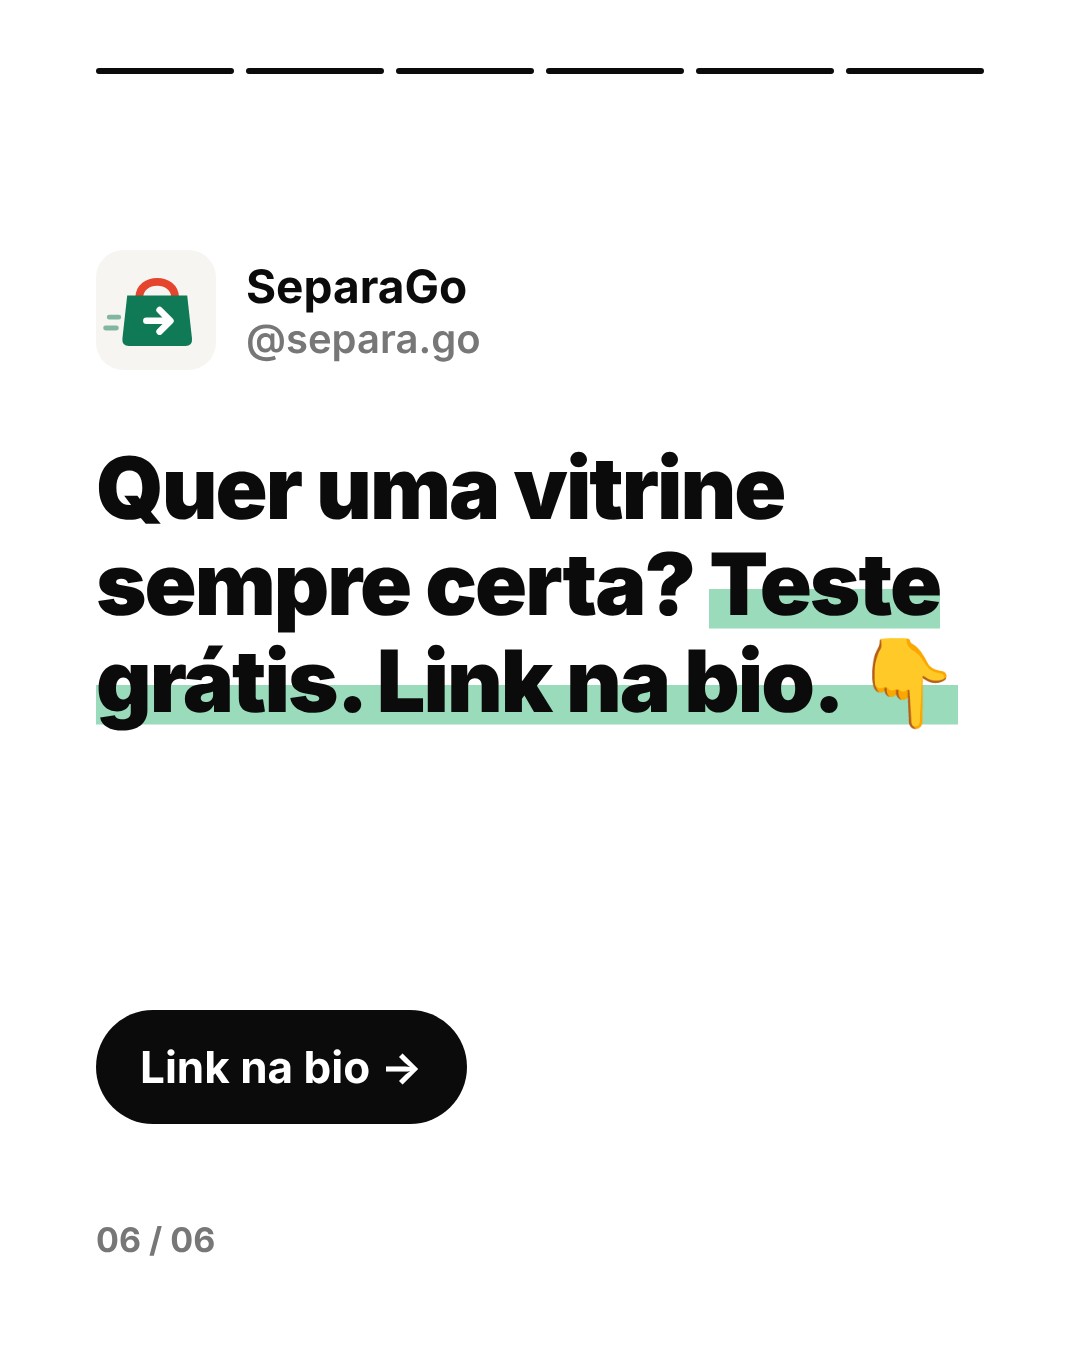 SeparaGo
@separa.go
Quer uma vitrine
sempre certa? Teste
grátis. Link na bio. 👇
Link na bio →
06 / 06